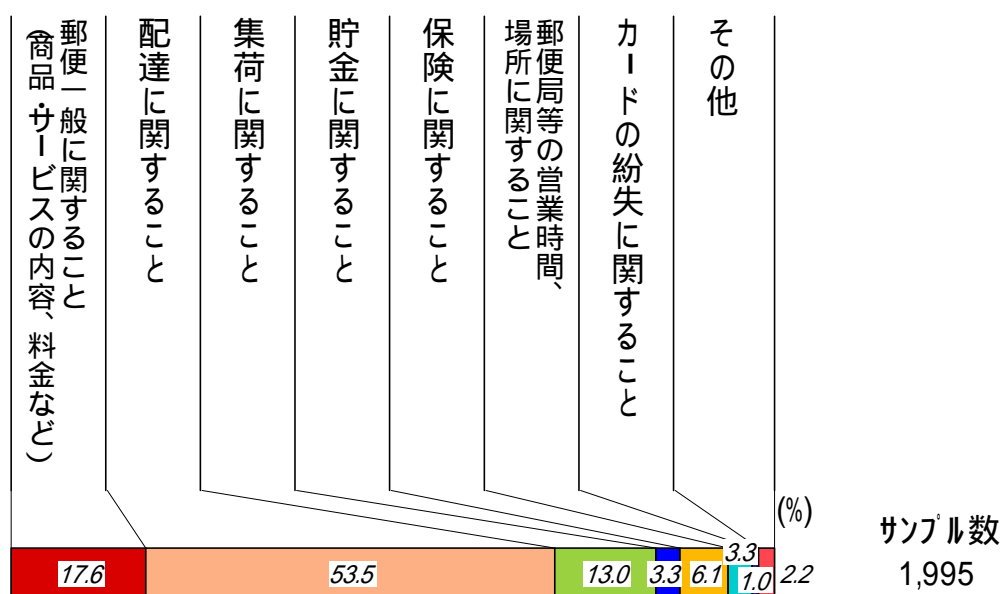 郵便一般に関すること
(商品・サービスの内容、料金など)
配達に関すること
集荷に関すること
貯金に関すること
保険に関すること
郵便局等の営業時間、
場所に関すること
カードの紛失に関すること
その他
(%)
サンプル数
17.6
53.5
13.0
3.3
6.1
3.3
1.0
2.2
1,995